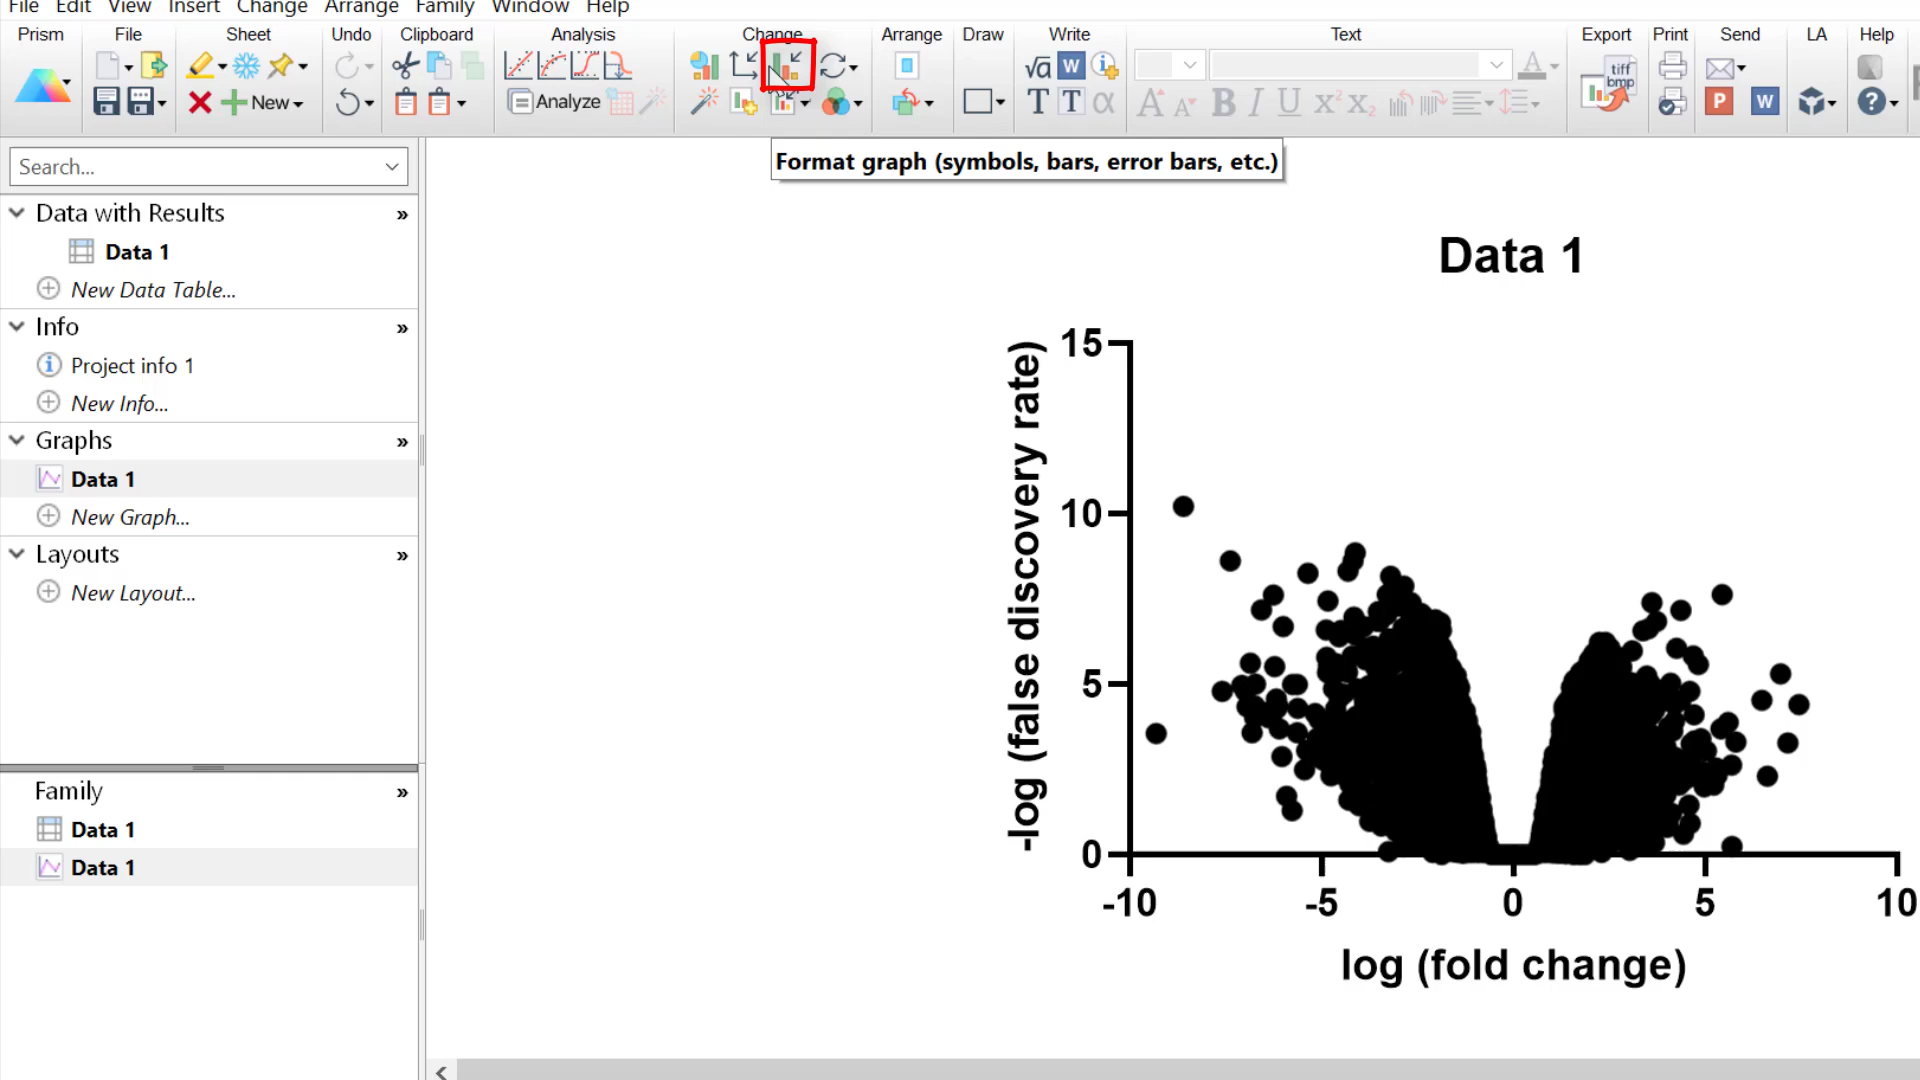 File Edit View Insert Change Arrange Family Window Help
Prism File Sheet Undo Clipboard Analysis Change Arrange Draw Write Text Export Print Send LA Help
√a W tiff
bmp
New Analyze T T α A A B I U X² X₂ P W ?
Format graph (symbols, bars, error bars, etc.)
Search...
Data with Results »
Data 1
New Data Table...
Info »
Project info 1
New Info...
Graphs »
Data 1
New Graph...
Layouts »
New Layout...
Family »
Data 1
Data 1
Data 1
-log (false discovery rate)
15
10
5
0
-10 -5 0 5 10
log (fold change)